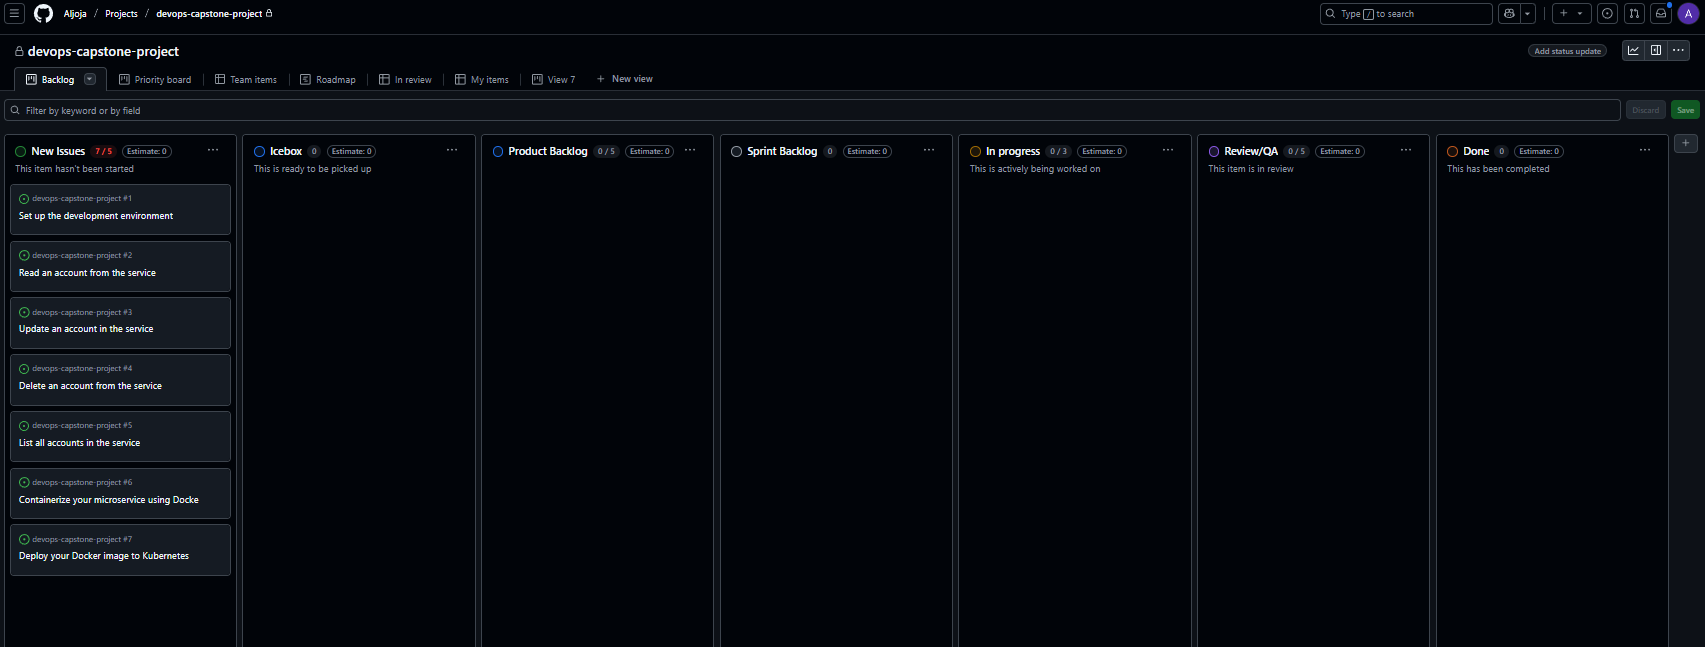 Aljoja / Projects / devops-capstone-project
Type / to search
A
devops-capstone-project
Add status update
Backlog
Priority board
Team items
Roadmap
In review
My items
View 7
New view
Filter by keyword or by field
Discard
Save
New Issues 7 / 5 Estimate: 0
This item hasn't been started
devops-capstone-project #1
Set up the development environment
devops-capstone-project #2
Read an account from the service
devops-capstone-project #3
Update an account in the service
devops-capstone-project #4
Delete an account from the service
devops-capstone-project #5
List all accounts in the service
devops-capstone-project #6
Containerize your microservice using Docke
devops-capstone-project #7
Deploy your Docker image to Kubernetes
Icebox 0 Estimate: 0
This is ready to be picked up
Product Backlog 0 / 5 Estimate: 0
Sprint Backlog 0 Estimate: 0
In progress 0 / 3 Estimate: 0
This is actively being worked on
Review/QA 0 / 5 Estimate: 0
This item is in review
Done 0 Estimate: 0
This has been completed